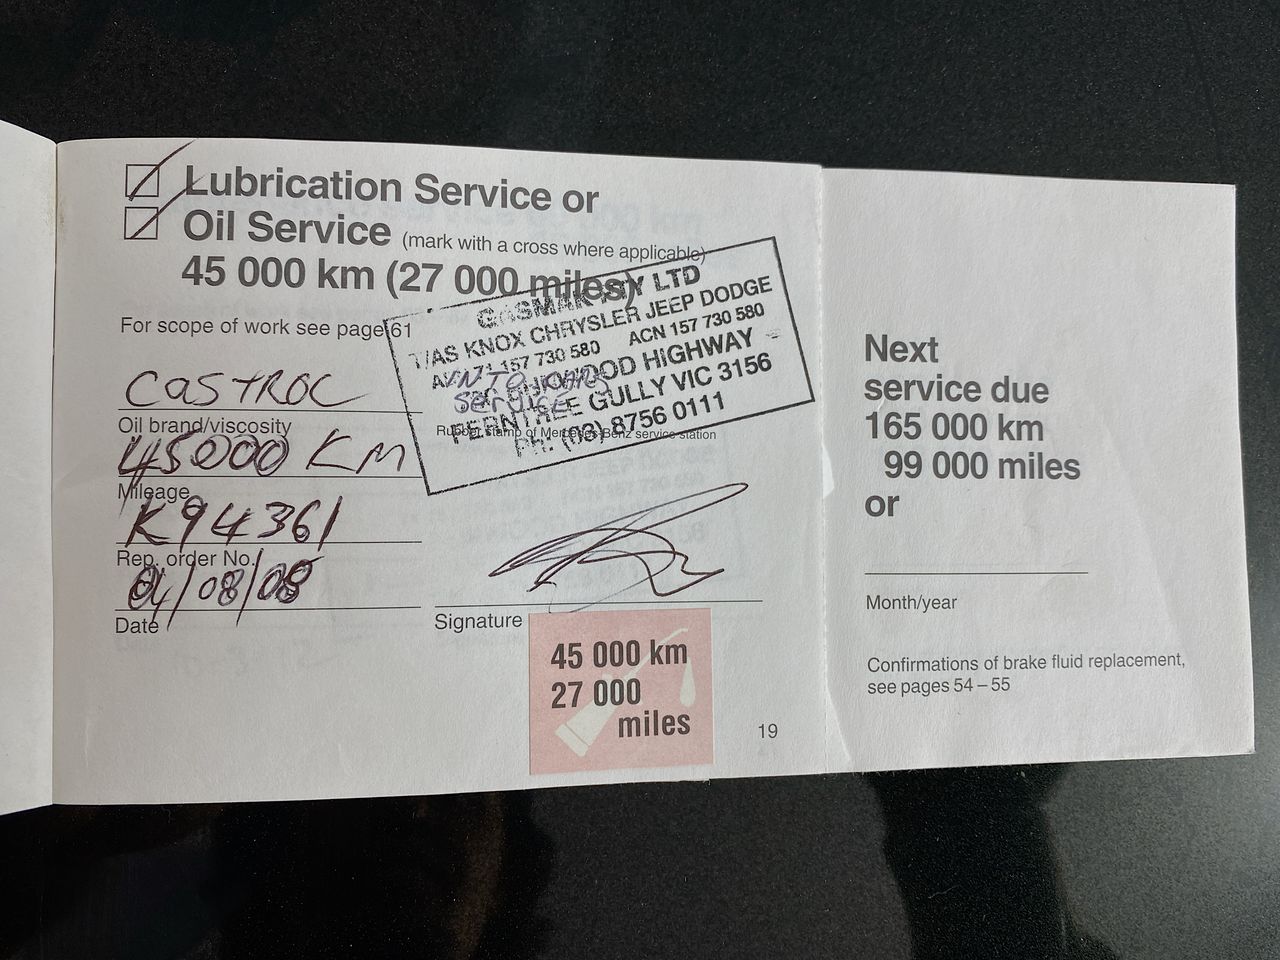 Lubrication Service or
Oil Service (mark with a cross where applicable)
45 000 km (27 000 miles)
For scope of work see page 61
CASTROL
Oil brand/viscosity
45000 KM
Mileage
K94361
Rep. order No.
04/08/08
Date
GASMAK PTY LTD
T/AS KNOX CHRYSLER JEEP DODGE
157 730 580 ACN 157 730 580
HIGHWAY
FERNTREE GULLY VIC 3156
PH: (03) 8756 0111
SERVICE
Rubber stamp of Mercedes-Benz service station
Signature
45 000 km
27 000
miles
19
Next
service due
165 000 km
99 000 miles
or
Month/year
Confirmations of brake fluid replacement,
see pages 54 – 55